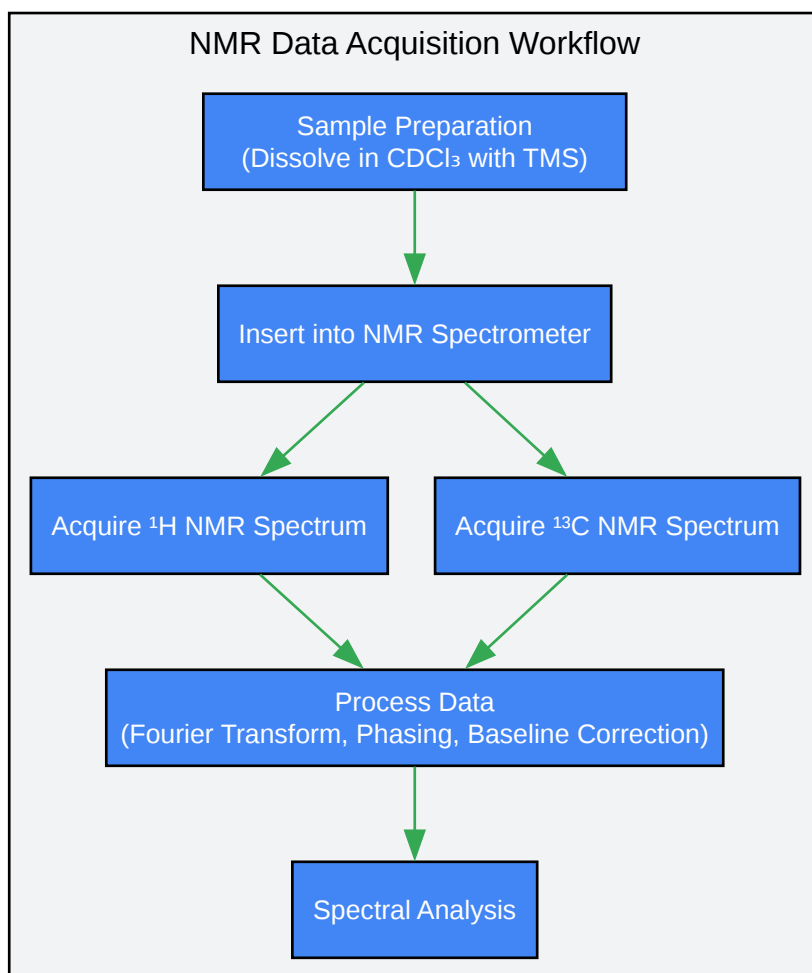 NMR Data Acquisition Workflow
Sample Preparation
(Dissolve in CDCl₃ with TMS)
Insert into NMR Spectrometer
Acquire ¹H NMR Spectrum
Acquire ¹³C NMR Spectrum
Process Data
(Fourier Transform, Phasing, Baseline Correction)
Spectral Analysis